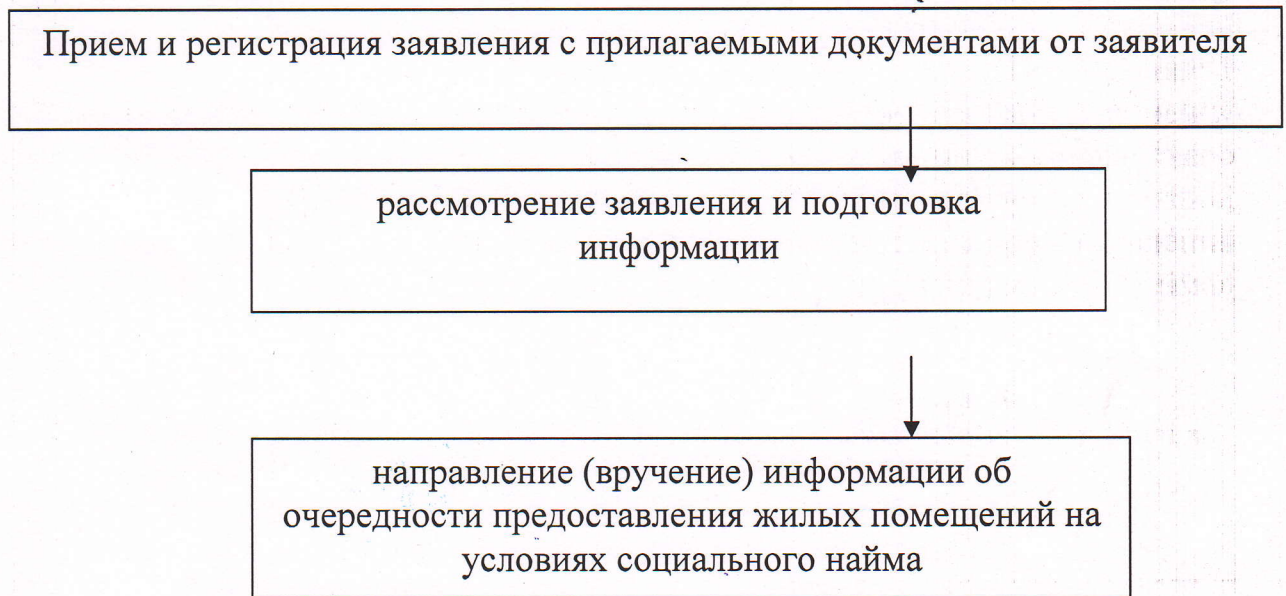 Прием и регистрация заявления с прилагаемыми документами от заявителя
рассмотрение заявления и подготовка
информации
направление (вручение) информации об
очередности предоставления жилых помещений на
условиях социального найма